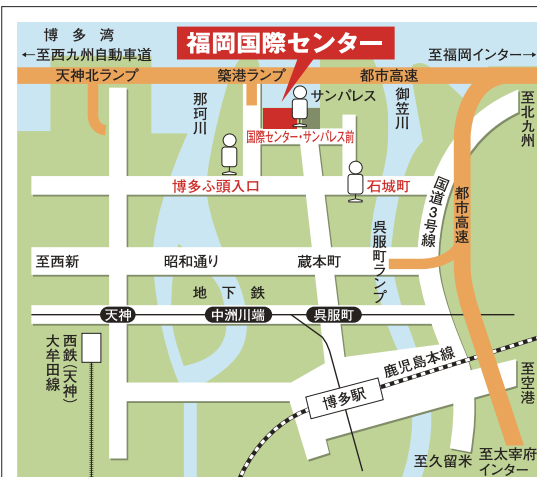 博多湾
←至西九州自動車道
福岡国際センター
至福岡インター→
天神北ランプ
築港ランプ
都市高速
那珂川
サンパレス
御笠川
至北九州
国際センター・サンパレス前
博多ふ頭入口
石城町
国道3号線
都市高速
呉服町ランプ
至西新
昭和通り
蔵本町
地下鉄
天神
中洲川端
呉服町
西鉄(天神)
大牟田線
鹿児島本線
博多駅
至空港
至久留米
至太宰府
インター